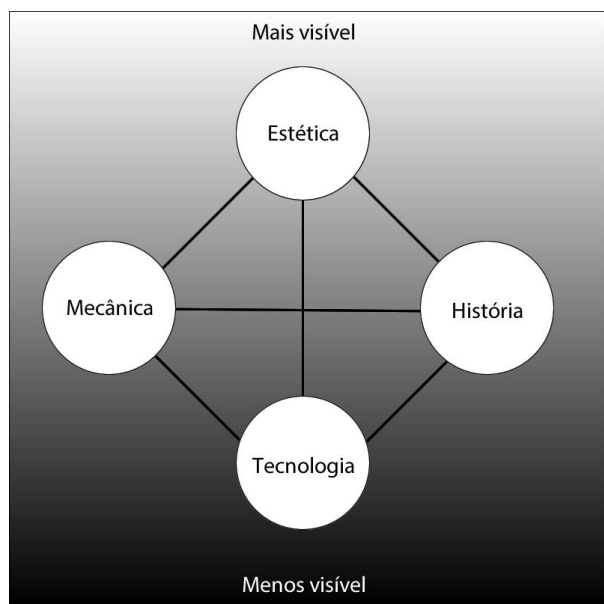 Mais visível
Estética
Mecânica
História
Tecnologia
Menos visível